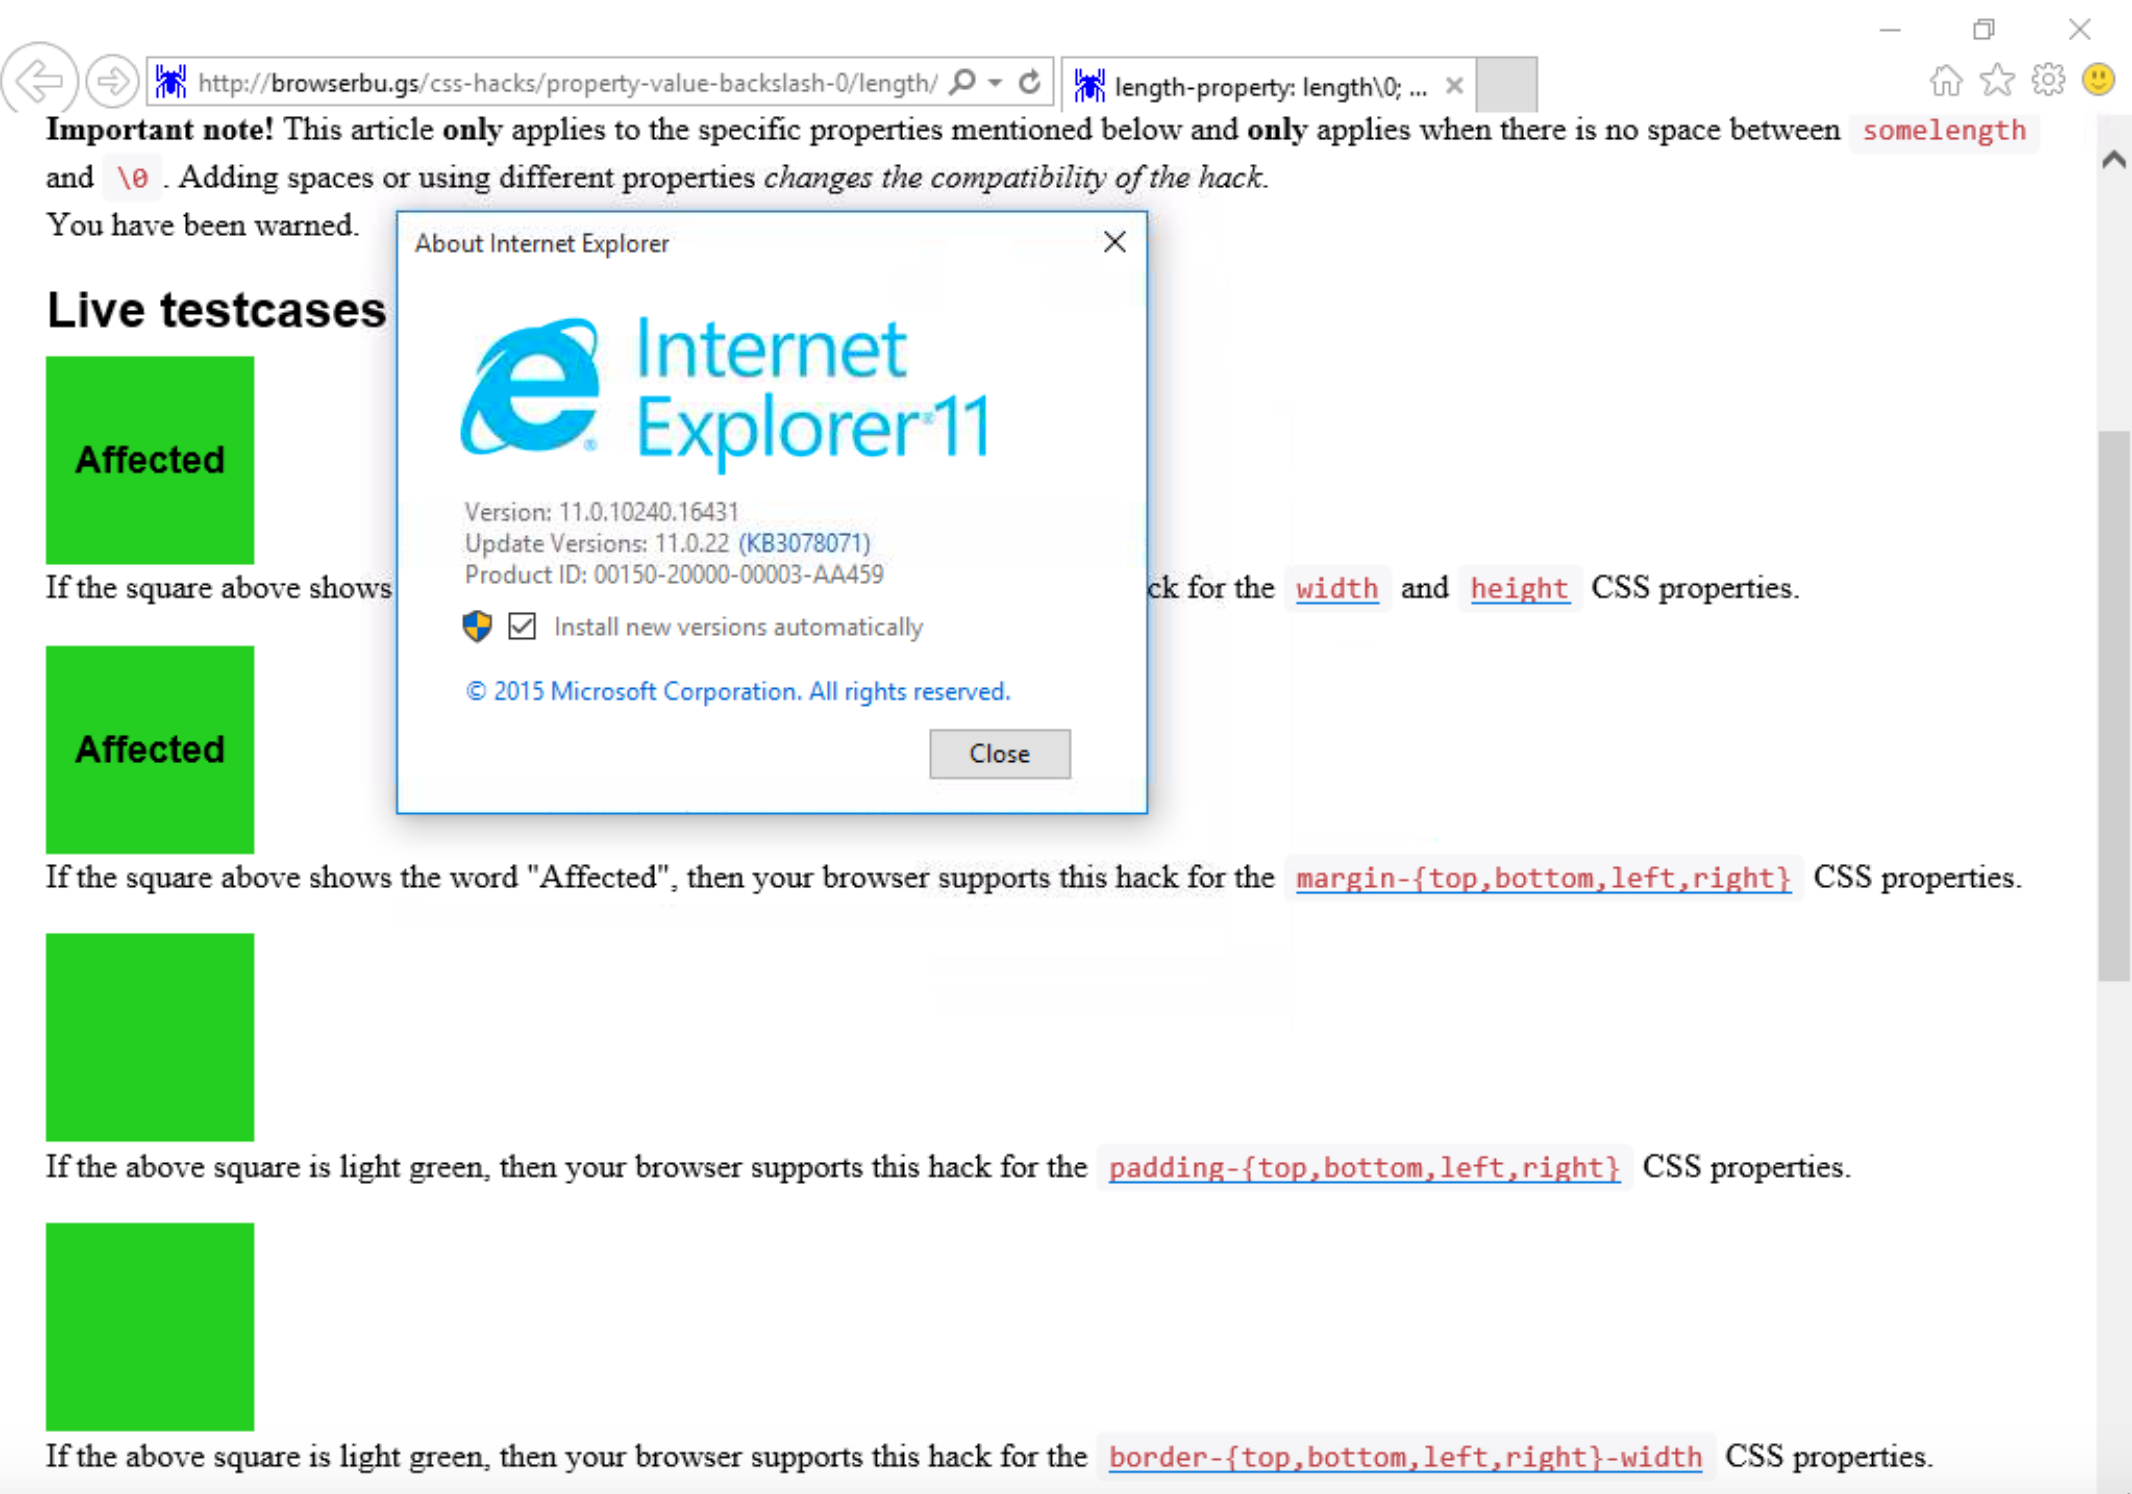 http://browserbu.gs/css-hacks/property-value-backslash-0/length/
length-property: length\0; ...
Important note! This article only applies to the specific properties mentioned below and only applies when there is no space between somelength
and \0 . Adding spaces or using different properties changes the compatibility of the hack.
You have been warned.
Live testcases
Affected
If the square above shows
ck for the width and height CSS properties.
About Internet Explorer
Internet
Explorer®11
Version: 11.0.10240.16431
Update Versions: 11.0.22 (KB3078071)
Product ID: 00150-20000-00003-AA459
Install new versions automatically
© 2015 Microsoft Corporation. All rights reserved.
Close
Affected
If the square above shows the word "Affected", then your browser supports this hack for the margin-{top,bottom,left,right} CSS properties.
If the above square is light green, then your browser supports this hack for the padding-{top,bottom,left,right} CSS properties.
If the above square is light green, then your browser supports this hack for the border-{top,bottom,left,right}-width CSS properties.